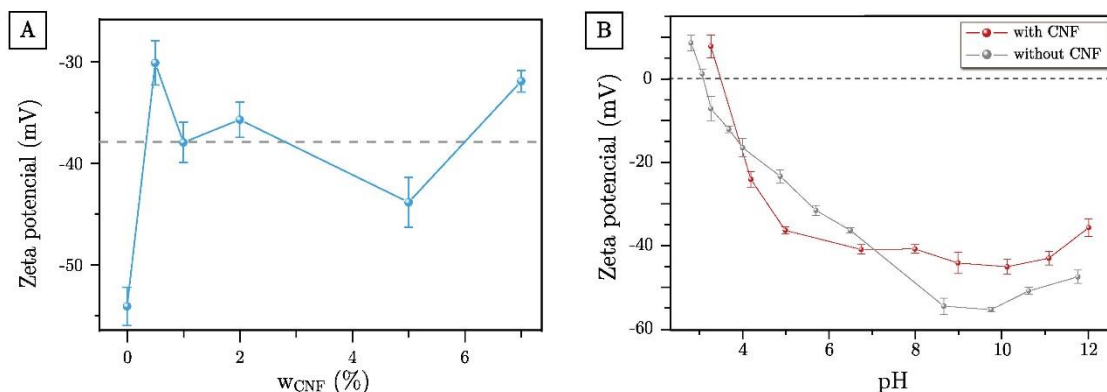 A
Zeta potencial (mV)
-30
-40
-50
0
2
4
6
wCNF (%)
B
with CNF
without CNF
Zeta potencial (mV)
0
-20
-40
-60
4
6
8
10
12
pH